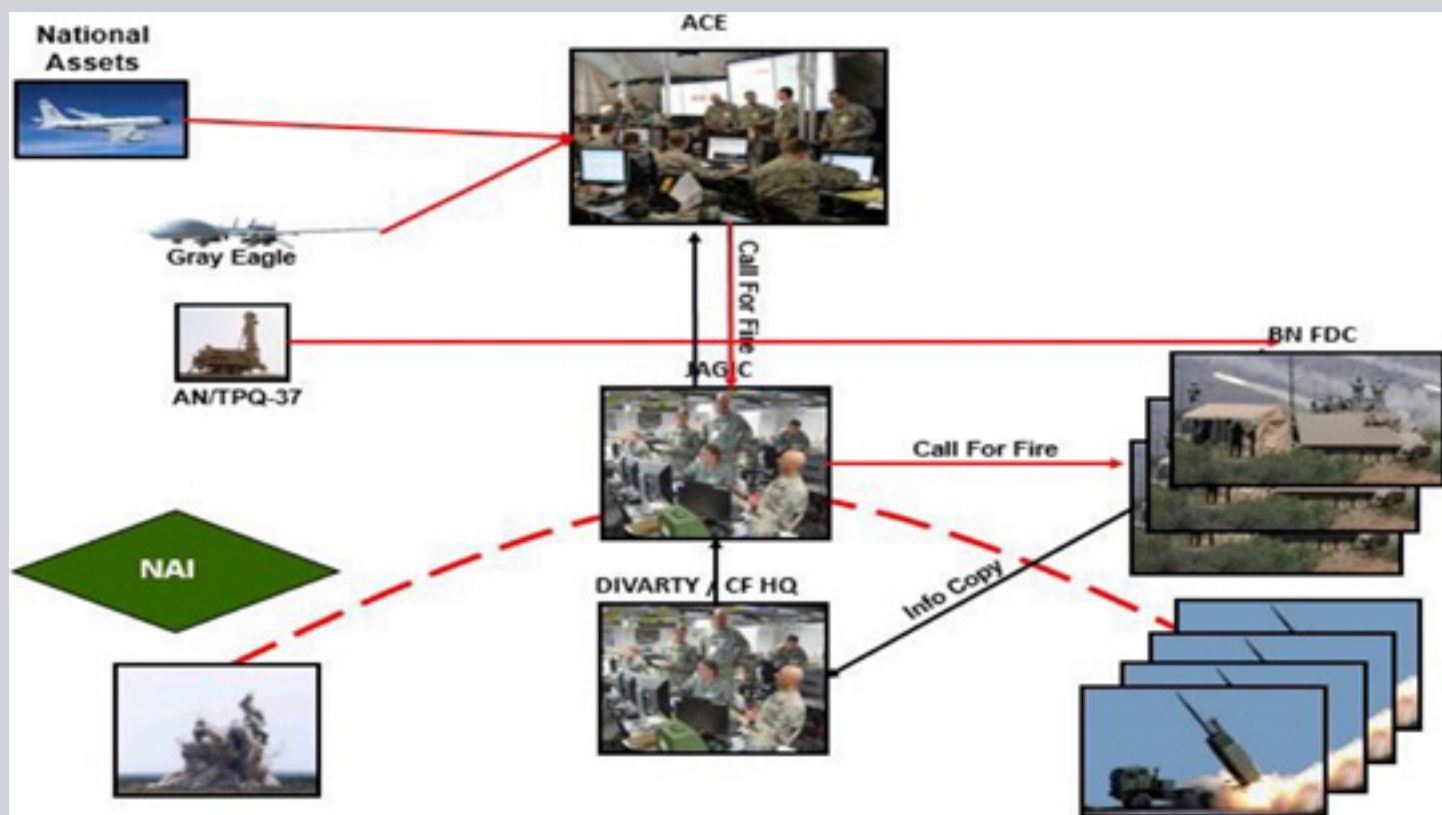 National
Assets
ACE
Gray Eagle
Call For Fire
AN/TPQ-37
BN FDC
JAGIC
Call For Fire
NAI
Info Copy
DIVARTY / CF HQ